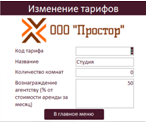 Изменение тарифов
ООО "Простор"
Код тарифа
Название Студия
Количество комнат 0
Вознаграждение 50
агентству (% от
стоимости аренды за
месяц)
В главное меню